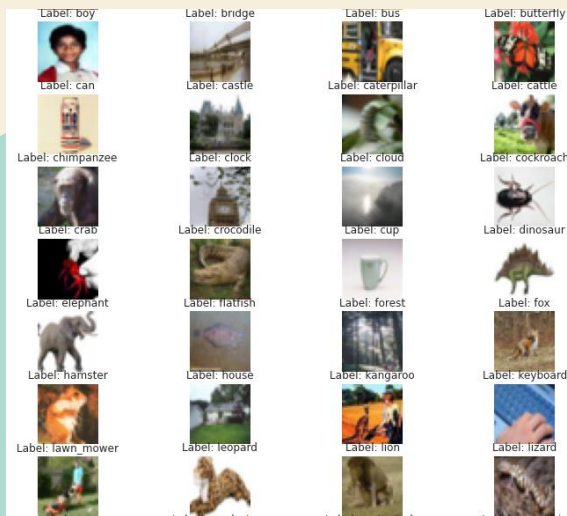 Label: boy Label: bridge Label: bus Label: butterfly
Label: can Label: castle Label: caterpillar Label: cattle
Label: chimpanzee Label: clock Label: cloud Label: cockroach
Label: crab Label: crocodile Label: cup Label: dinosaur
Label: elephant Label: flatfish Label: forest Label: fox
Label: hamster Label: house Label: kangaroo Label: keyboard
Label: lawn_mower Label: leopard Label: lion Label: lizard